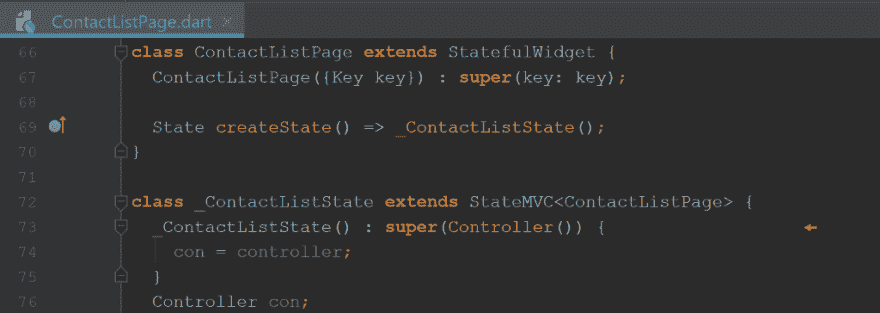 ContactListPage.dart ×
66 class ContactListPage extends StatefulWidget {
67 ContactListPage({Key key}) : super(key: key);
68
69 State createState() => _ContactListState();
70 }
71
72 class _ContactListState extends StateMVC<ContactListPage> {
73 _ContactListState() : super(Controller()) {
74 con = controller;
75 }
76 Controller con;